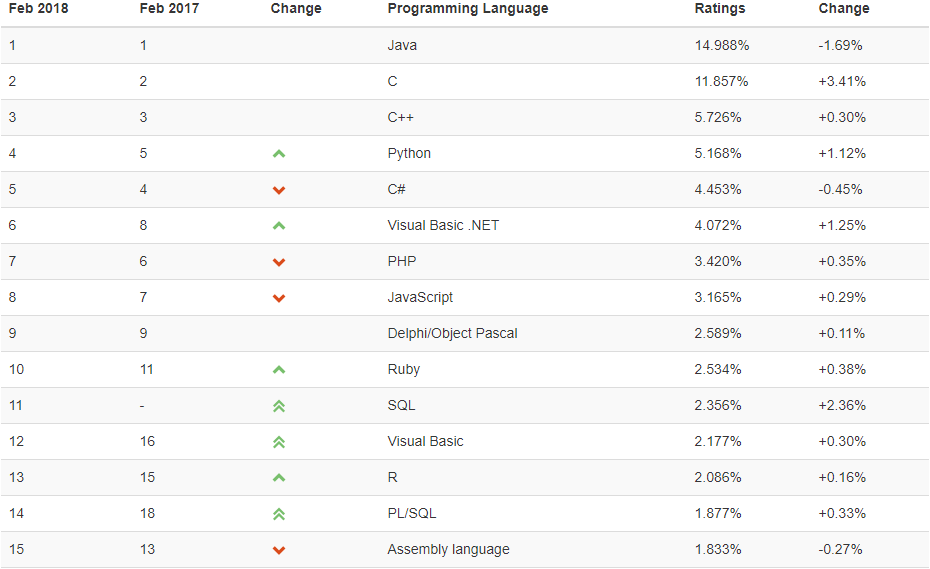 Feb 2018 Feb 2017 Change Programming Language Ratings Change
1 1 Java 14.988% -1.69%
2 2 C 11.857% +3.41%
3 3 C++ 5.726% +0.30%
4 5 Python 5.168% +1.12%
5 4 C# 4.453% -0.45%
6 8 Visual Basic .NET 4.072% +1.25%
7 6 PHP 3.420% +0.35%
8 7 JavaScript 3.165% +0.29%
9 9 Delphi/Object Pascal 2.589% +0.11%
10 11 Ruby 2.534% +0.38%
11 - SQL 2.356% +2.36%
12 16 Visual Basic 2.177% +0.30%
13 15 R 2.086% +0.16%
14 18 PL/SQL 1.877% +0.33%
15 13 Assembly language 1.833% -0.27%